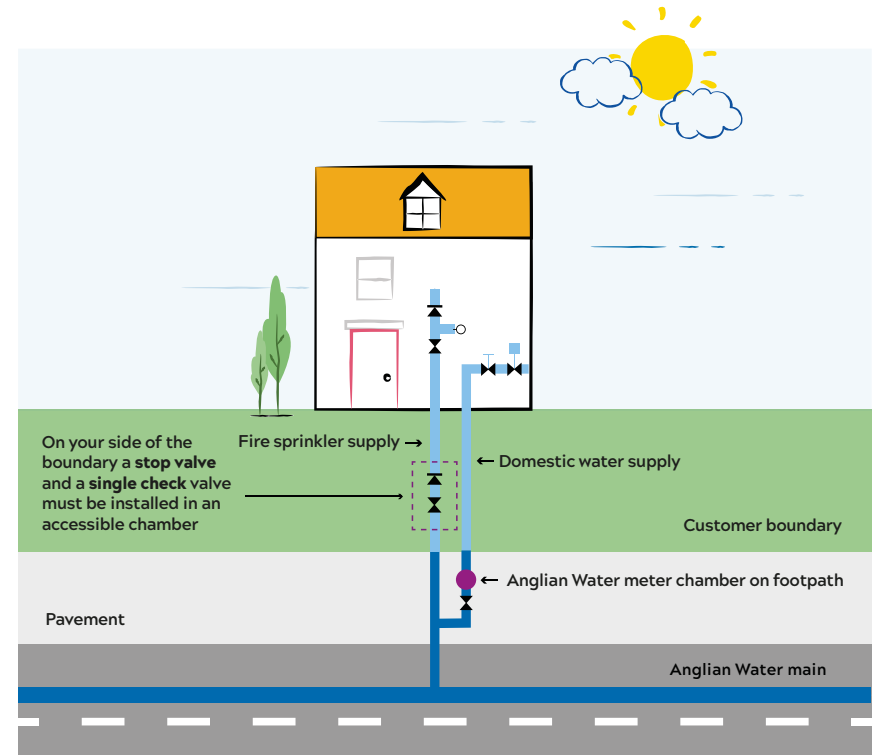 On your side of the
boundary a stop valve
and a single check valve
must be installed in an
accessible chamber
Fire sprinkler supply
Domestic water supply
Customer boundary
Anglian Water meter chamber on footpath
Pavement
Anglian Water main